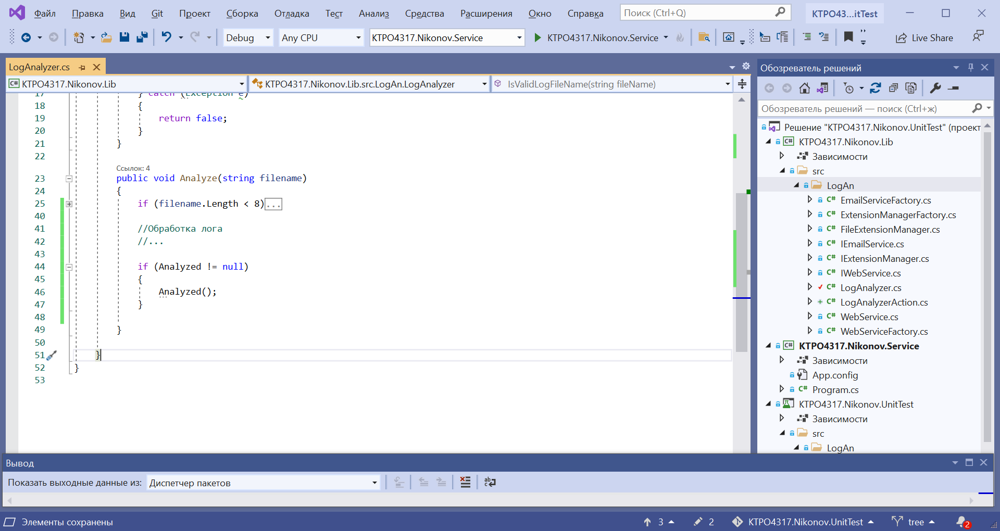 Файл Правка Вид Git Проект Сборка Отладка Тест Анализ Средства Расширения Окно Справка Поиск (Ctrl+Q) КТРО43...itTest
Debug Any CPU KTPO4317.Nikonov.Service KTPO4317.Nikonov.Service Live Share
LogAnalyzer.cs
C# KTPO4317.Nikonov.Lib KTPO4317.Nikonov.Lib.src.LogAn.LogAnalyzer IsValidLogFileName(string fileName)
17 } catch (Exception e)
18 {
19 return false;
20 }
21 }
22
Ссылок: 4
23 public void Analyze(string filename)
24 {
25 if (filename.Length < 8)...
40
41 //Обработка лога
42 //...
43
44 if (Analyzed != null)
45 {
46 Analyzed();
47 }
48
49 }
50
51 }
52 }
53
Обозреватель решений
Обозреватель решений — поиск (Ctrl+ж)
Решение "KTPO4317.Nikonov.UnitTest" (проект
C# KTPO4317.Nikonov.Lib
Зависимости
src
LogAn
C# EmailServiceFactory.cs
C# ExtensionManagerFactory.cs
C# FileExtensionManager.cs
C# IEmailService.cs
C# IExtensionManager.cs
C# IWebService.cs
C# LogAnalyzer.cs
C# LogAnalyzerAction.cs
C# WebService.cs
C# WebServiceFactory.cs
C# KTPO4317.Nikonov.Service
Зависимости
App.config
C# Program.cs
KTPO4317.Nikonov.UnitTest
Зависимости
src
LogAn
Вывод
Показать выходные данные из: Диспетчер пакетов
Элементы сохранены 3 2 KTPO4317.Nikonov.UnitTest tree 2